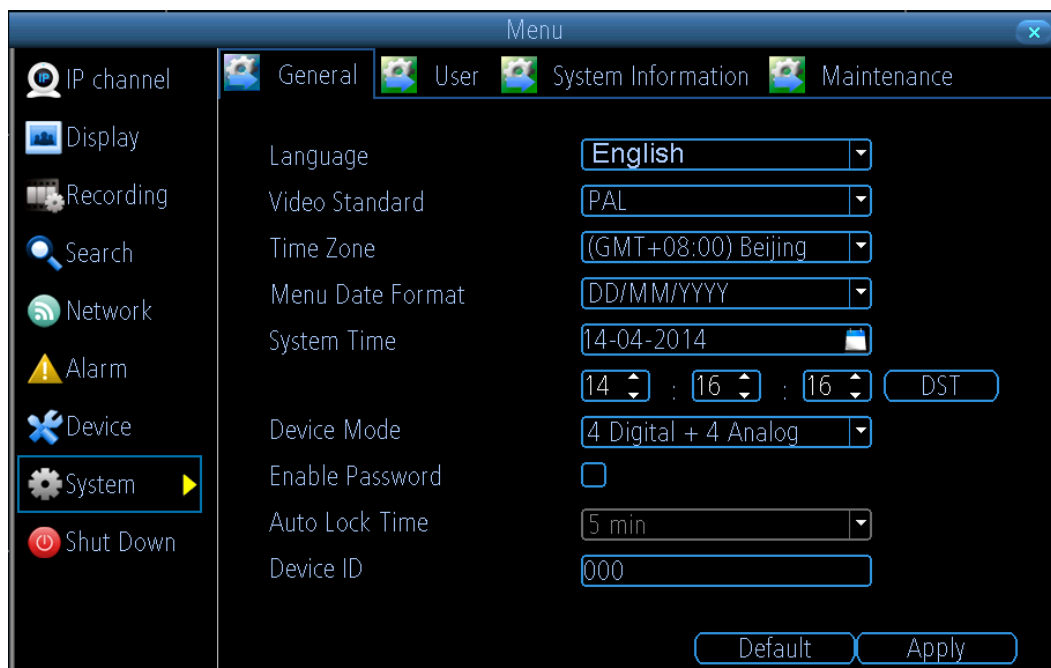 Menu
IP channel
Display
Recording
Search
Network
Alarm
Device
System
Shut Down
General User System Information Maintenance
Language English
Video Standard PAL
Time Zone (GMT+08:00) Beijing
Menu Date Format DD/MM/YYYY
System Time 14-04-2014
14 : 16 : 16 DST
Device Mode 4 Digital + 4 Analog
Enable Password
Auto Lock Time 5 min
Device ID 000
Default Apply